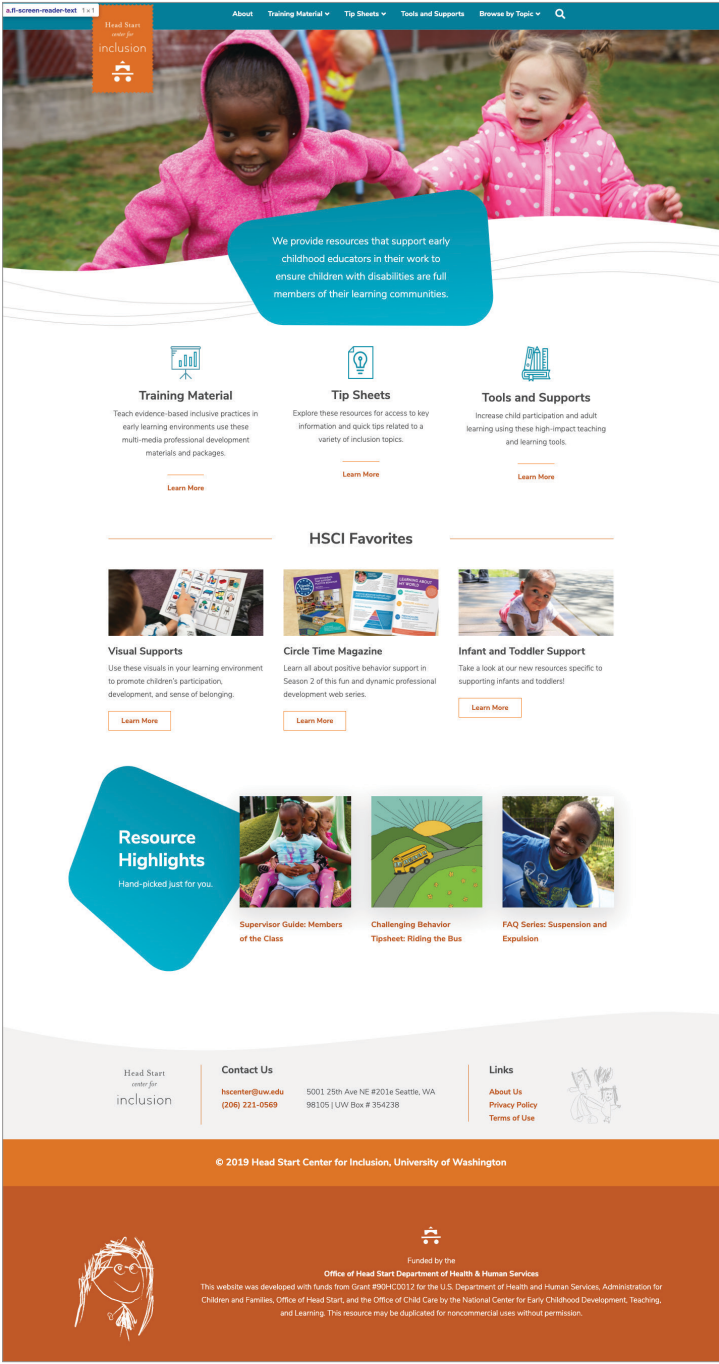 a.fl-screen-reader-text 1 × 1
About Training Material Tip Sheets Tools and Supports Browse by Topic
Head Start
center for
inclusion
We provide resources that support early
childhood educators in their work to
ensure children with disabilities are full
members of their learning communities.
Training Material
Teach evidence-based inclusive practices in
early learning environments use these
multi-media professional development
materials and packages.
Learn More
Tip Sheets
Explore these resources for access to key
information and quick tips related to a
variety of inclusion topics.
Learn More
Tools and Supports
Increase child participation and adult
learning using these high-impact teaching
and learning tools.
Learn More
HSCI Favorites
LEARNING ABOUT
MY WORLD
Visual Supports
Use these visuals in your learning environment
to promote children's participation,
development, and sense of belonging.
Learn More
Circle Time Magazine
Learn all about positive behavior support in
Season 2 of this fun and dynamic professional
development web series.
Learn More
Infant and Toddler Support
Take a look at our new resources specific to
supporting infants and toddlers!
Learn More
Resource
Highlights
Hand-picked just for you.
Supervisor Guide: Members
of the Class
Challenging Behavior
Tipsheet: Riding the Bus
FAQ Series: Suspension and
Expulsion
Head Start
center for
inclusion
Contact Us
hscenter@uw.edu
(206) 221-0569
5001 25th Ave NE #201e Seattle, WA
98105 | UW Box # 354238
Links
About Us
Privacy Policy
Terms of Use
© 2019 Head Start Center for Inclusion, University of Washington
Funded by the
Office of Head Start Department of Health & Human Services
This website was developed with funds from Grant #90HC0012 for the U.S. Department of Health and Human Services, Administration for
Children and Families, Office of Head Start, and the Office of Child Care by the National Center for Early Childhood Development, Teaching,
and Learning. This resource may be duplicated for noncommercial uses without permission.